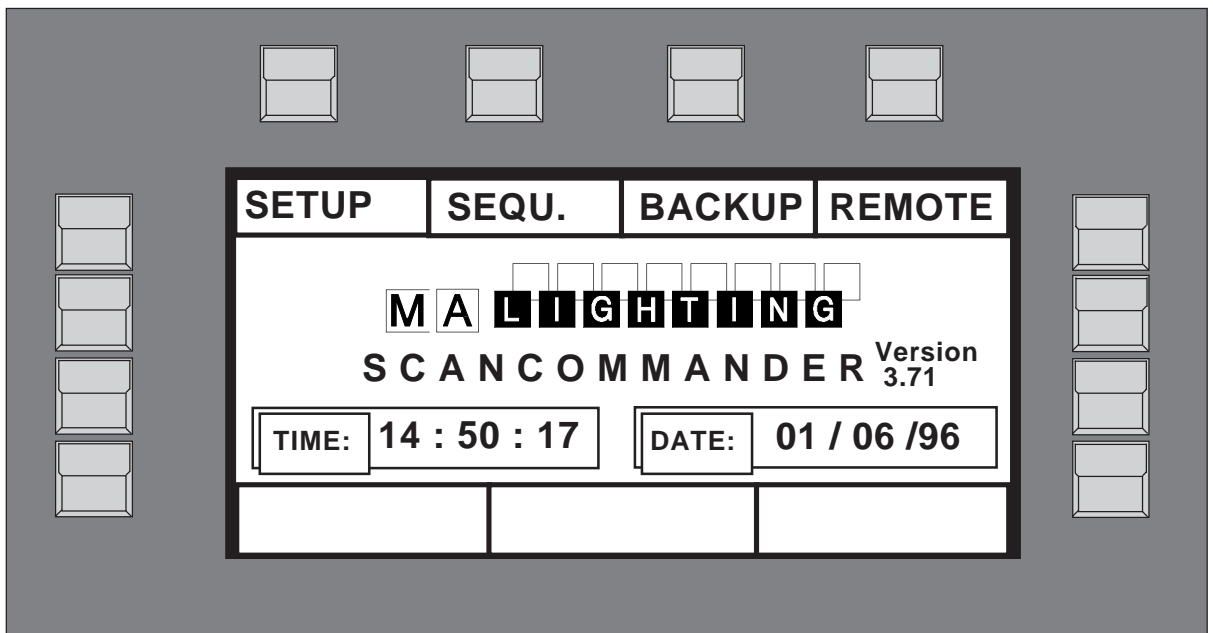 SETUP SEQU. BACKUP REMOTE
MA LIGHTING
SCANCOMMANDER Version 3.71
TIME: 14 : 50 : 17 DATE: 01 / 06 /96